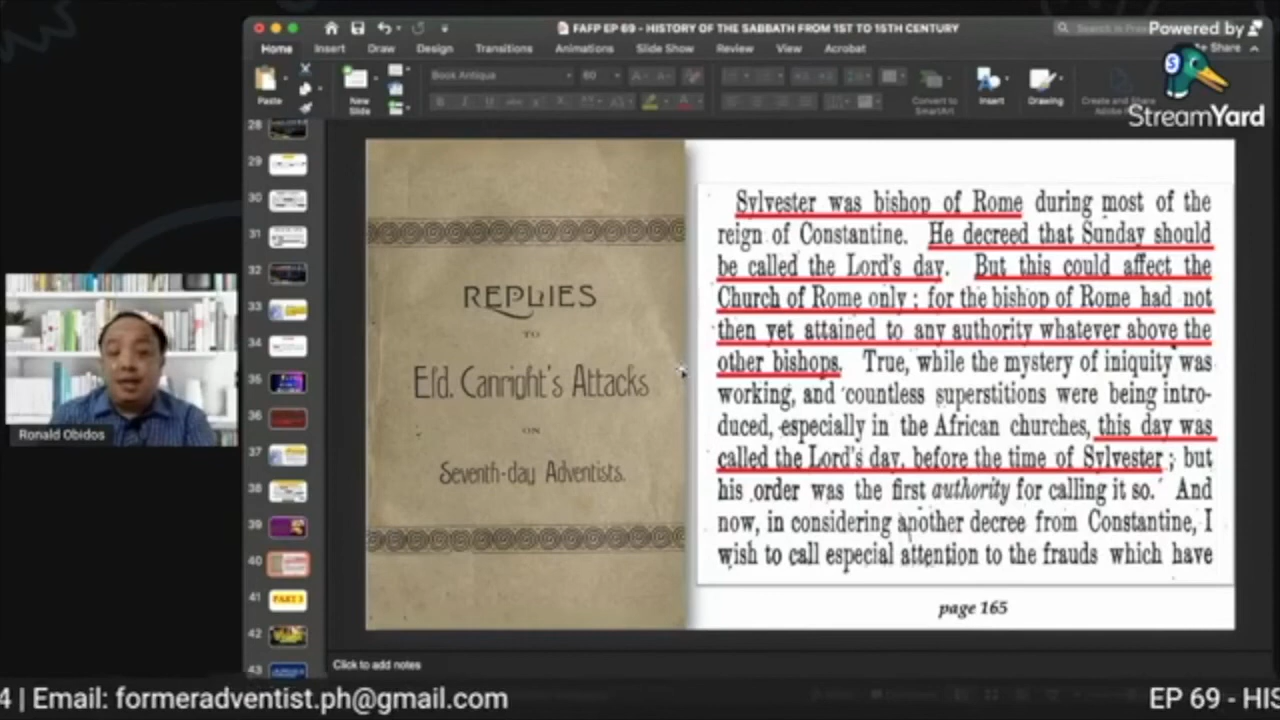 FAFP EP 69 - HISTORY OF THE SABBATH FROM 1ST TO 15TH CENTURY
Powered by
StreamYard
Home Insert Draw Design Transitions Animations Slide Show Review View Acrobat
Share
Book Antiqua 60
Paste
New
Slide
Convert to
SmartArt
Insert
Drawing
28
29
30
31
32
33
34
35
36
37
38
39
40
41
PART 3
42
43
REPLIES
TO
Eld. Canright's Attacks
ON
Seventh-day Adventists.
Sylvester was bishop of Rome during most of the
reign of Constantine. He decreed that Sunday should
be called the Lord's day. But this could affect the
Church of Rome only; for the bishop of Rome had not
then yet attained to any authority whatever above the
other bishops. True, while the mystery of iniquity was
working, and countless superstitions were being intro-
duced, especially in the African churches, this day was
called the Lord's day, before the time of Sylvester; but
his order was the first authority for calling it so. And
now, in considering another decree from Constantine, I
wish to call especial attention to the frauds which have
page 165
Ronald Obidos
Click to add notes
4 | Email: formeradventist.ph@gmail.com
EP 69 - HIS